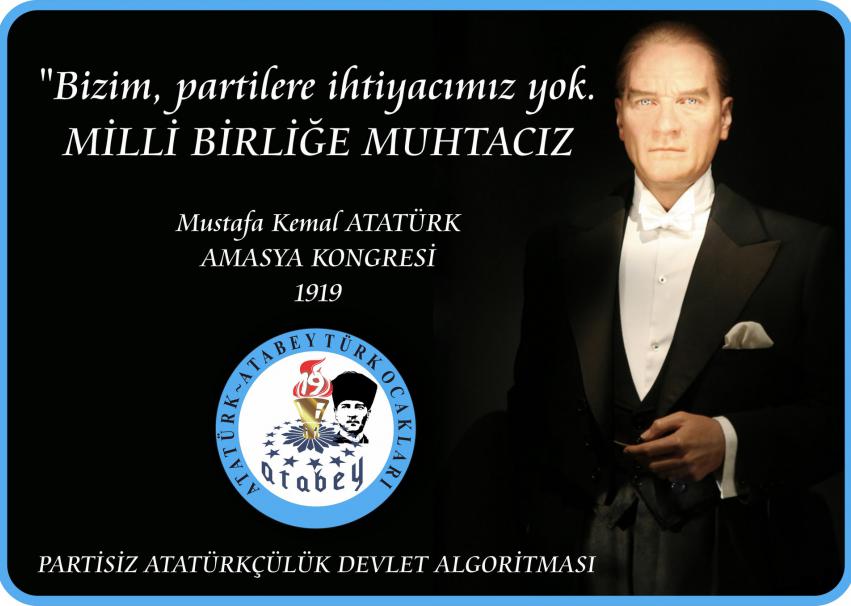 "Bizim, partilere ihtiyacımız yok.
MİLLİ BİRLİĞE MUHTACIZ
Mustafa Kemal ATATÜRK
AMASYA KONGRESİ
1919
ATATÜRK~ATABEY TÜRK OCAKLARI
19
atabey
PARTİSİZ ATATÜRKÇÜLÜK DEVLET ALGORİTMASI